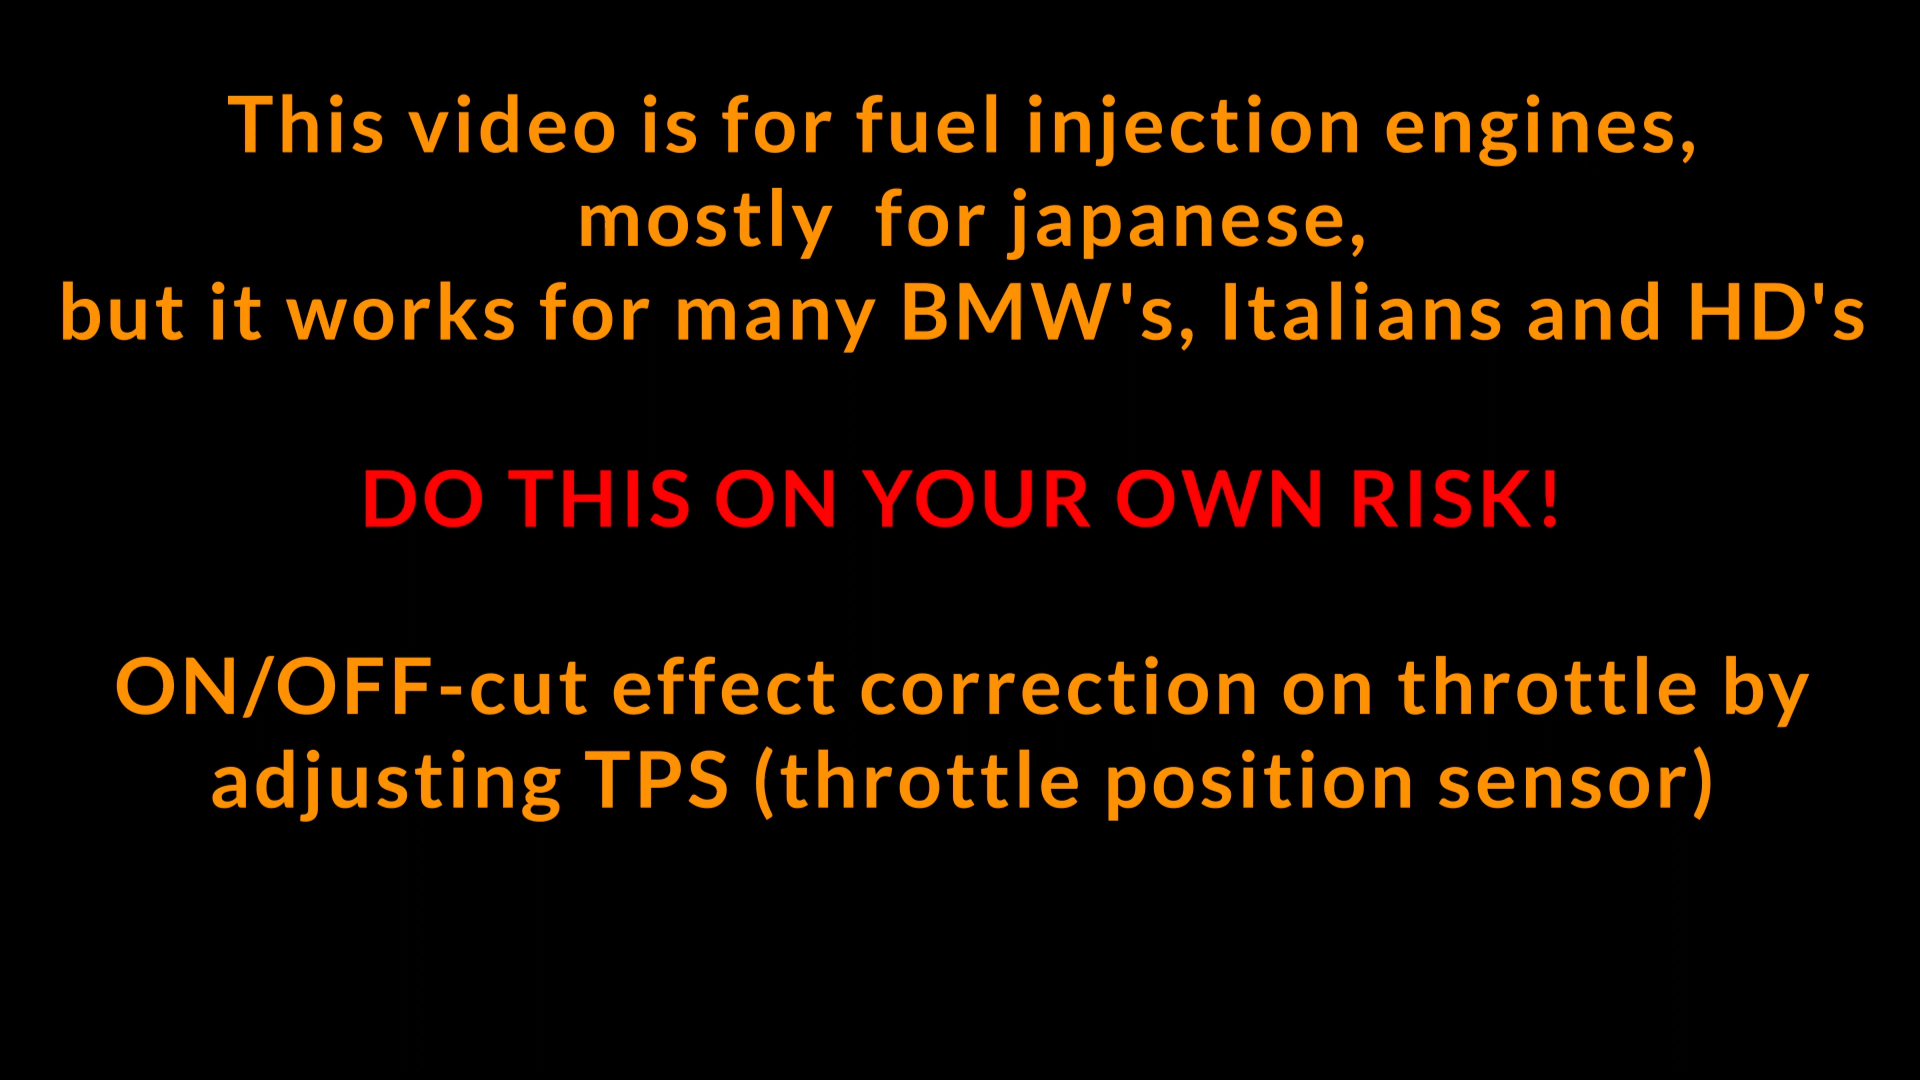 This video is for fuel injection engines,
mostly  for japanese,
but it works for many BMW's, Italians and HD's
DO THIS ON YOUR OWN RISK!
ON/OFF-cut effect correction on throttle by
adjusting TPS (throttle position sensor)